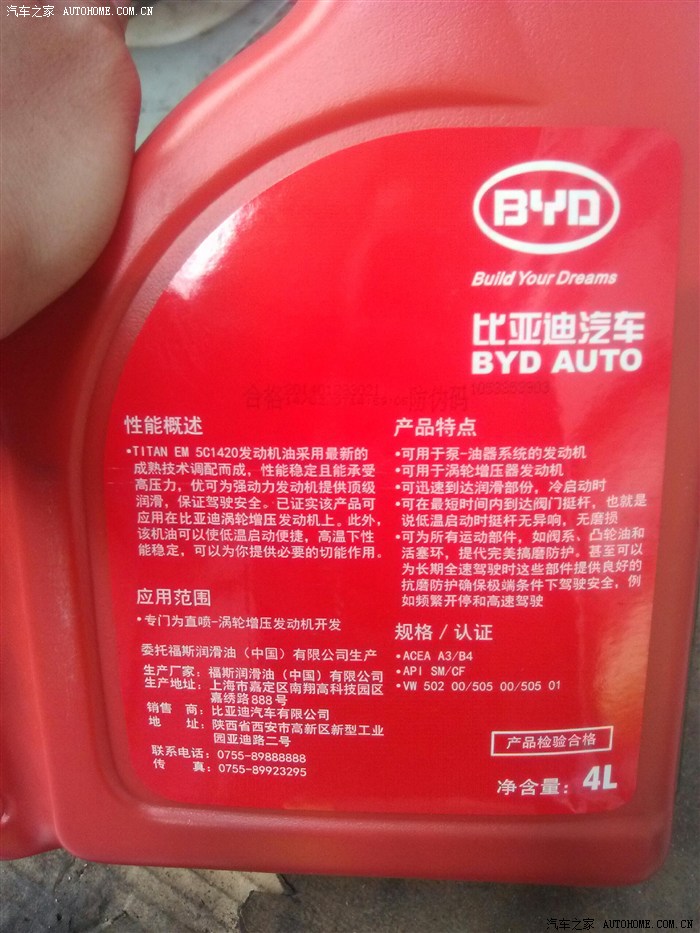 汽车之家 AUTOHOME.COM.CN
BYD
Build Your Dreams
比亚迪汽车
BYD AUTO
性能概述
•TITAN EM 5C1420发动机油采用最新的
成熟技术调配而成，性能稳定且能承受
高压力，优可为强动力发动机提供顶级
润滑，保证驾驶安全。已证实该产品可
应用在比亚迪涡轮增压发动机上。此外，
该机油可以使低温启动便捷，高温下性
能稳定，可以为你提供必要的切能作用。
应用范围
•专门为直喷-涡轮增压发动机开发
委托福斯润滑油（中国）有限公司生产
生产厂家：福斯润滑油（中国）有限公司
生产地址：上海市嘉定区南翔高科技园区
嘉绣路888号
销 售 商：比亚迪汽车有限公司
地 址：陕西省西安市高新区新型工业
园亚迪路二号
联系电话：0755-89888888
传 真：0755-89923295
产品特点
•可用于泵-油器系统的发动机
•可用于涡轮增压器发动机
•可迅速到达润滑部份，冷启动时
•可在最短时间内到达阀门挺杆，也就是
说低温启动时挺杆无异响，无磨损
•可为所有运动部件，如阀系、凸轮油和
活塞环，提代完美搞磨防护。甚至可以
为长期全速驾驶时这些部件提供良好的
抗磨防护确保极端条件下驾驶安全，例
如频繁开停和高速驾驶
规格/认证
•ACEA A3/B4
•API SM/CF
•VW 502 00/505 00/505 01
产品检验合格
净含量：4L
汽车之家 AUTOHOME.COM.CN